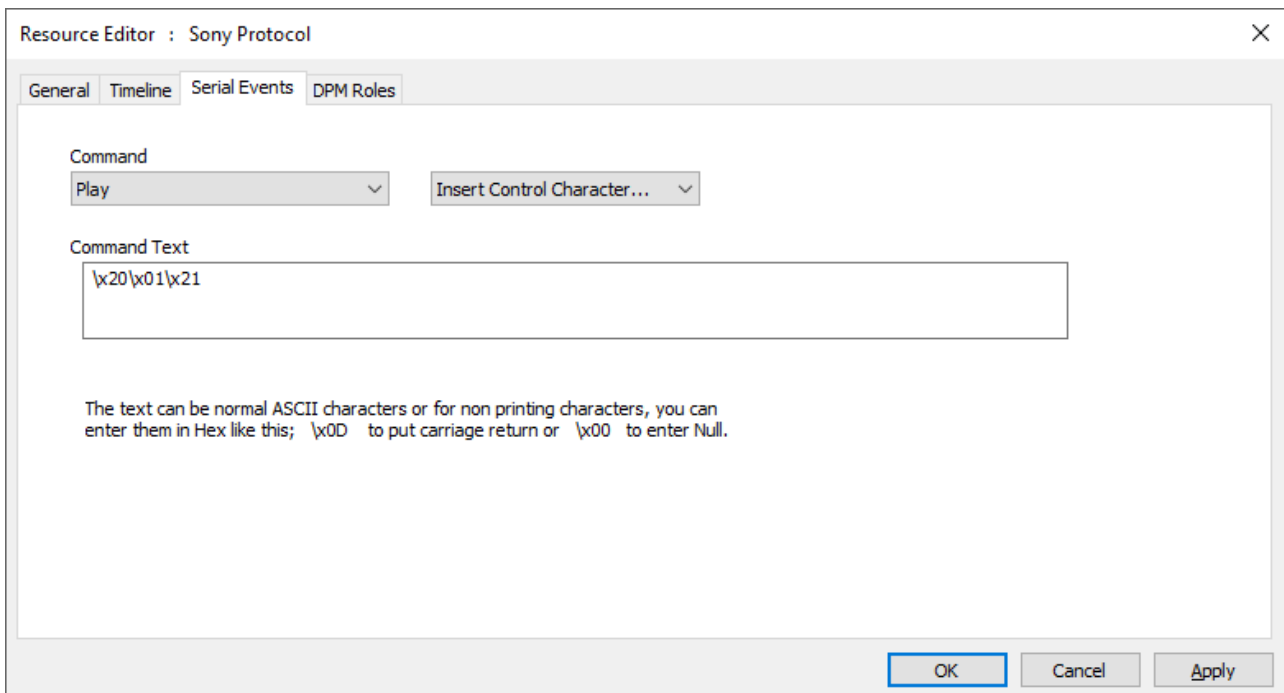 Resource Editor : Sony Protocol
General Timeline Serial Events DPM Roles
Command
Play Insert Control Character...
Command Text
\x20\x01\x21
The text can be normal ASCII characters or for non printing characters, you can
enter them in Hex like this; \x0D to put carriage return or \x00 to enter Null.
OK Cancel Apply